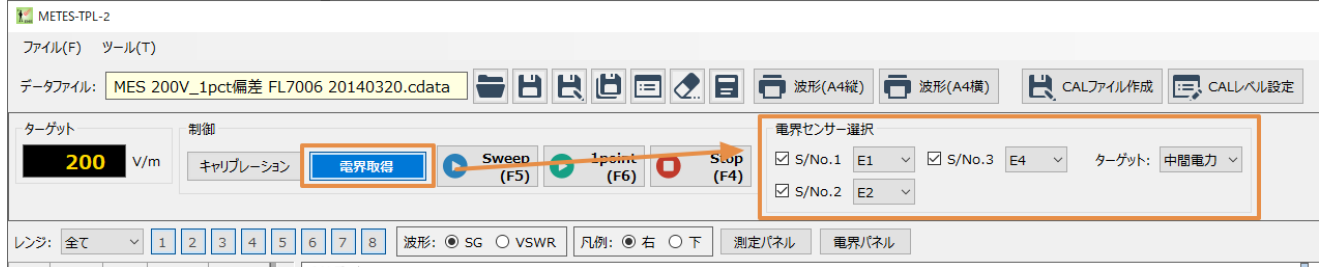 METES-TPL-2
ファイル(F) ツール(T)
データファイル: MES 200V_1pct偏差 FL7006 20140320.cdata 波形(A4縦) 波形(A4横) CALファイル作成 CALレベル設定
ターゲット 制御 電界センサー選択
200 V/m キャリブレーション 電界取得 Sweep (F5) 1point (F6) Stop (F4)
S/No.1 E1 S/No.3 E4 ターゲット: 中間電力
S/No.2 E2
レンジ: 全て 1 2 3 4 5 6 7 8 波形: SG VSWR 凡例: 右 下 測定パネル 電界パネル